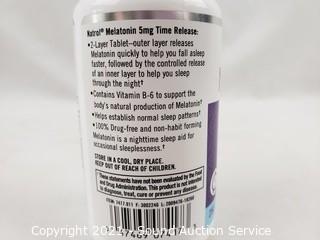 Natrol® Melatonin 5mg Time Release:
•2-Layer Tablet–outer layer releases
Melatonin quickly to help you fall asleep
faster, followed by the controlled release
of an inner layer to help you sleep
through the night†
•Contains Vitamin B-6 to support the
body's natural production of Melatonin†
•Helps establish normal sleep patterns†
•100% Drug-free and non-habit forming
Melatonin is a nighttime sleep aid for
occasional sleeplessness.†
STORE IN A COOL, DRY PLACE.
KEEP OUT OF REACH OF CHILDREN.
These statements have not been evaluated by the Food
and Drug Administration. This product is not intended
to diagnose, treat, cure or prevent any disease.
Copyright 2021 - Sound Auction Service